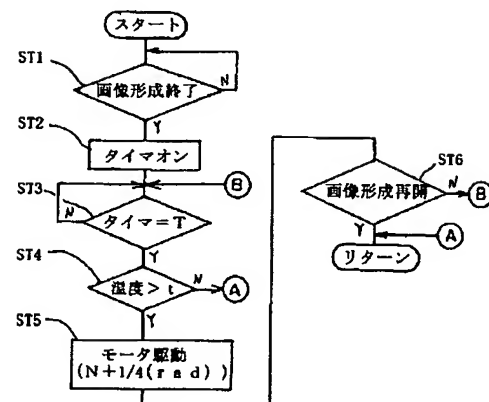 スタート
ST1
画像形成終了
N
Y
ST2
タイマオン
B
ST3
タイマ=T
N
Y
ST4
湿度> t
N
A
Y
ST5
モータ駆動
(N+1/4(rad))
ST6
画像形成再開
N
B
Y
A
リターン